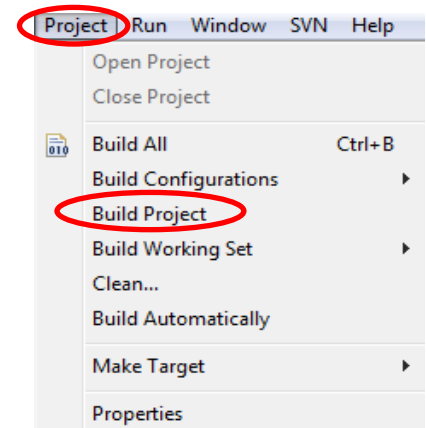 Project Run Window SVN Help
Open Project
Close Project
010
Build All Ctrl+B
Build Configurations
Build Project
Build Working Set
Clean...
Build Automatically
Make Target
Properties